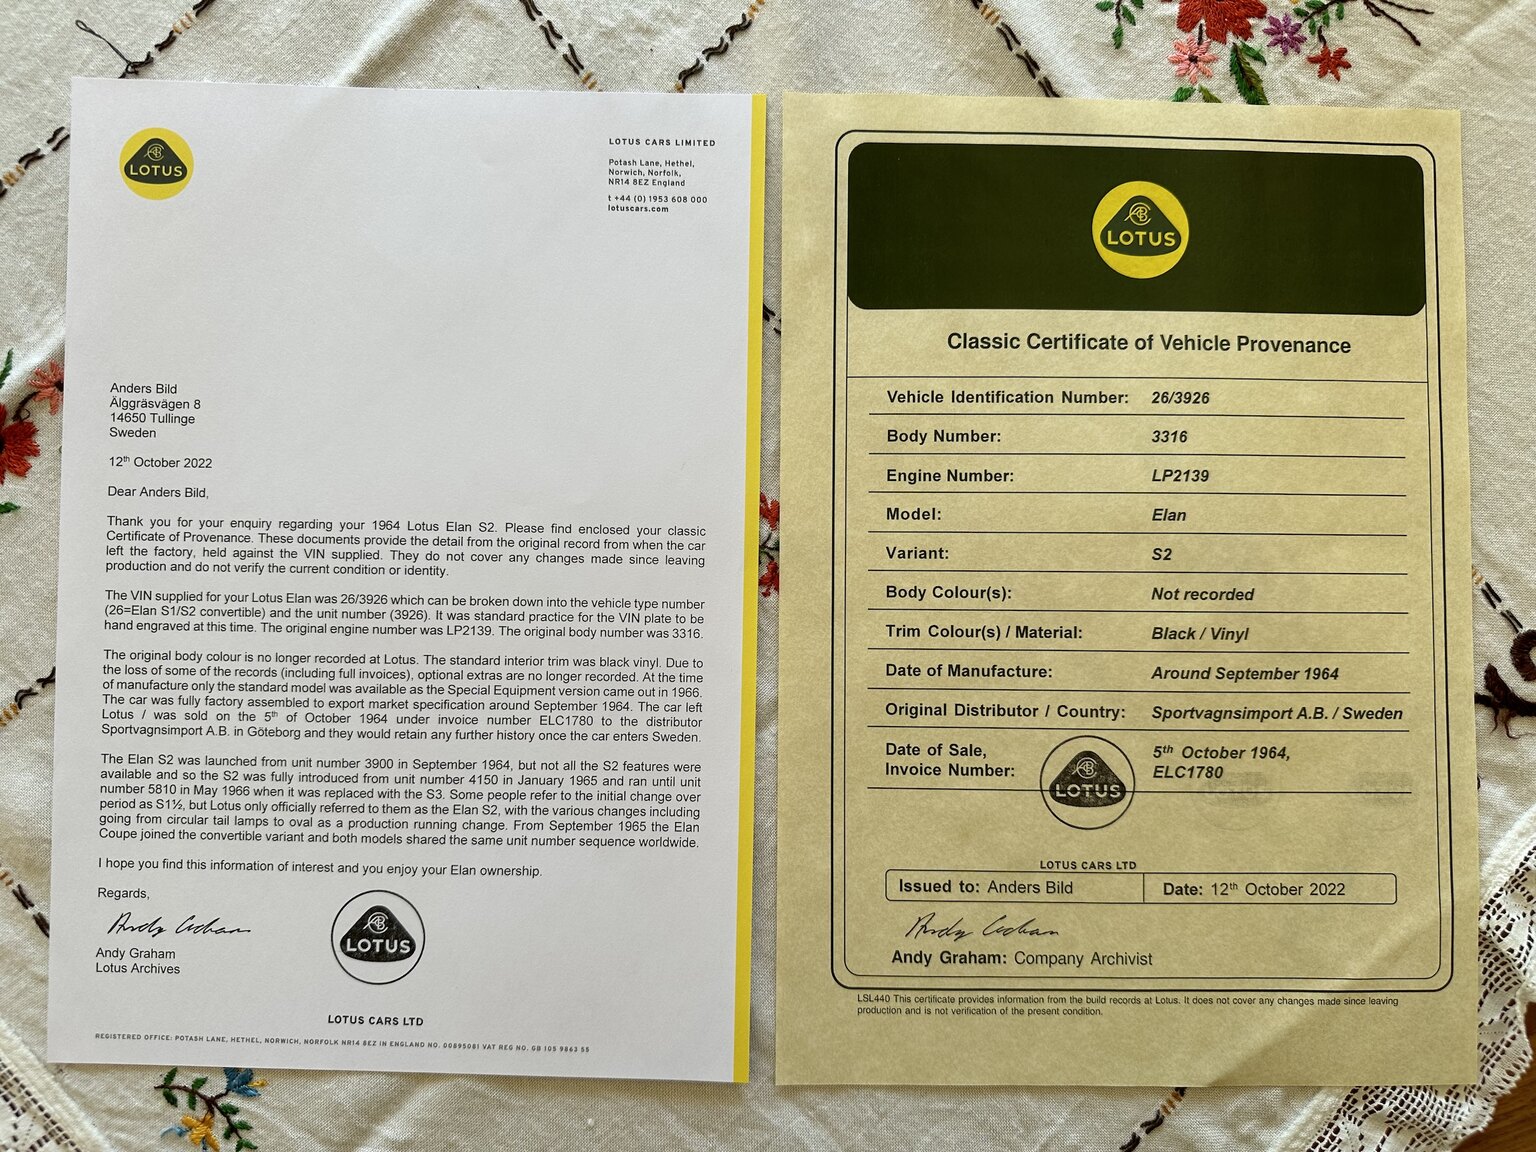 LOTUS
LOTUS CARS LIMITED
Potash Lane, Hethel,
Norwich, Norfolk,
NR14 8EZ England
t +44 (0) 1953 608 000
lotuscars.com
Anders Bild
Älggräsvägen 8
14650 Tullinge
Sweden
12th October 2022
Dear Anders Bild,
Thank you for your enquiry regarding your 1964 Lotus Elan S2. Please find enclosed your classic
Certificate of Provenance. These documents provide the detail from the original record from when the car
left the factory, held against the VIN supplied. They do not cover any changes made since leaving
production and do not verify the current condition or identity.
The VIN supplied for your Lotus Elan was 26/3926 which can be broken down into the vehicle type number
(26=Elan S1/S2 convertible) and the unit number (3926). It was standard practice for the VIN plate to be
hand engraved at this time. The original engine number was LP2139. The original body number was 3316.
The original body colour is no longer recorded at Lotus. The standard interior trim was black vinyl. Due to
the loss of some of the records (including full invoices), optional extras are no longer recorded. At the time
of manufacture only the standard model was available as the Special Equipment version came out in 1966.
The car was fully factory assembled to export market specification around September 1964. The car left
Lotus / was sold on the 5th of October 1964 under invoice number ELC1780 to the distributor
Sportvagnsimport A.B. in Göteborg and they would retain any further history once the car enters Sweden.
The Elan S2 was launched from unit number 3900 in September 1964, but not all the S2 features were
available and so the S2 was fully introduced from unit number 4150 in January 1965 and ran until unit
number 5810 in May 1966 when it was replaced with the S3. Some people refer to the initial change over
period as S1½, but Lotus only officially referred to them as the Elan S2, with the various changes including
going from circular tail lamps to oval as a production running change. From September 1965 the Elan
Coupe joined the convertible variant and both models shared the same unit number sequence worldwide.
I hope you find this information of interest and you enjoy your Elan ownership.
Regards,
Andy Graham
Andy Graham
Lotus Archives
LOTUS
LOTUS CARS LTD
REGISTERED OFFICE: POTASH LANE, HETHEL, NORWICH, NORFOLK NR14 8EZ IN ENGLAND NO. 00895081 VAT REG NO. GB 105 9863 55
LOTUS
Classic Certificate of Vehicle Provenance
Vehicle Identification Number: 26/3926
Body Number: 3316
Engine Number: LP2139
Model: Elan
Variant: S2
Body Colour(s): Not recorded
Trim Colour(s) / Material: Black / Vinyl
Date of Manufacture: Around September 1964
Original Distributor / Country: Sportvagnsimport A.B. / Sweden
Date of Sale, 5th October 1964,
Invoice Number: ELC1780
LOTUS
LOTUS CARS LTD
Issued to: Anders Bild Date: 12th October 2022
Andy Graham
Andy Graham: Company Archivist
LSL440 This certificate provides information from the build records at Lotus. It does not cover any changes made since leaving
production and is not verification of the present condition.